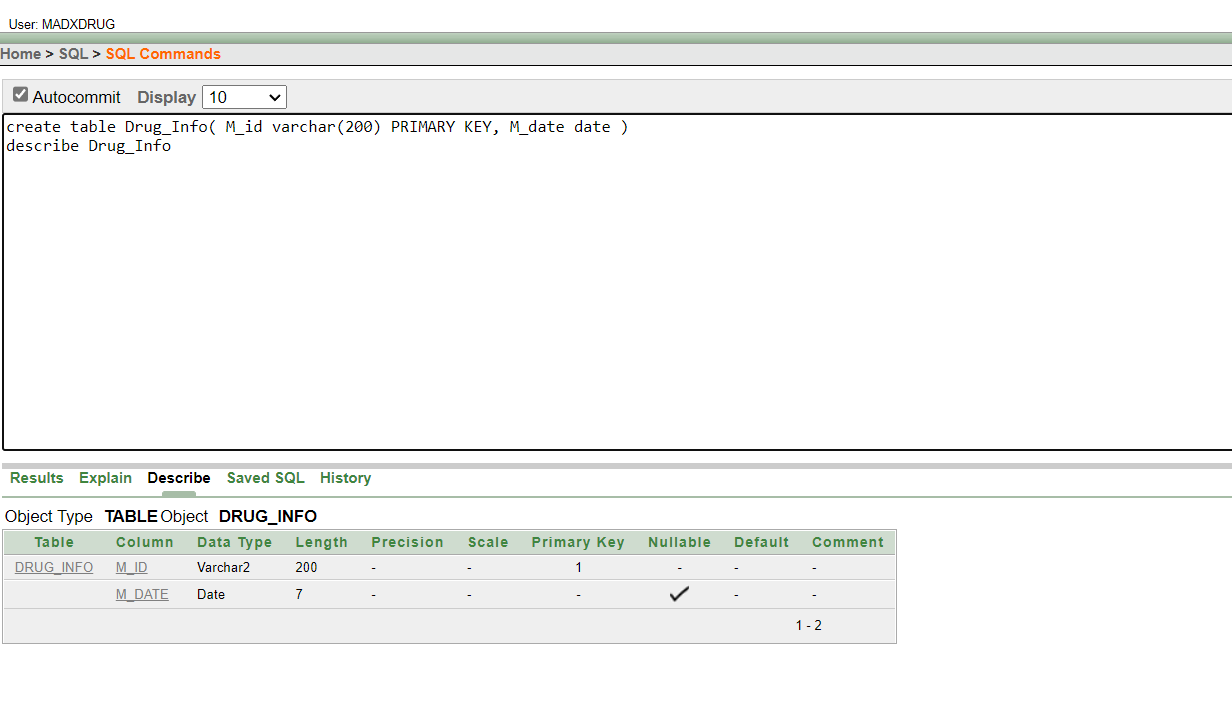 User: MADXDRUG
Home > SQL > SQL Commands
Autocommit Display 10
create table Drug_Info( M_id varchar(200) PRIMARY KEY, M_date date )
describe Drug_Info
Results Explain Describe Saved SQL History
Object Type TABLE Object DRUG_INFO
Table Column Data Type Length Precision Scale Primary Key Nullable Default Comment
DRUG_INFO M_ID Varchar2 200 - - 1 - - -
M_DATE Date 7 - - - - -
1 - 2